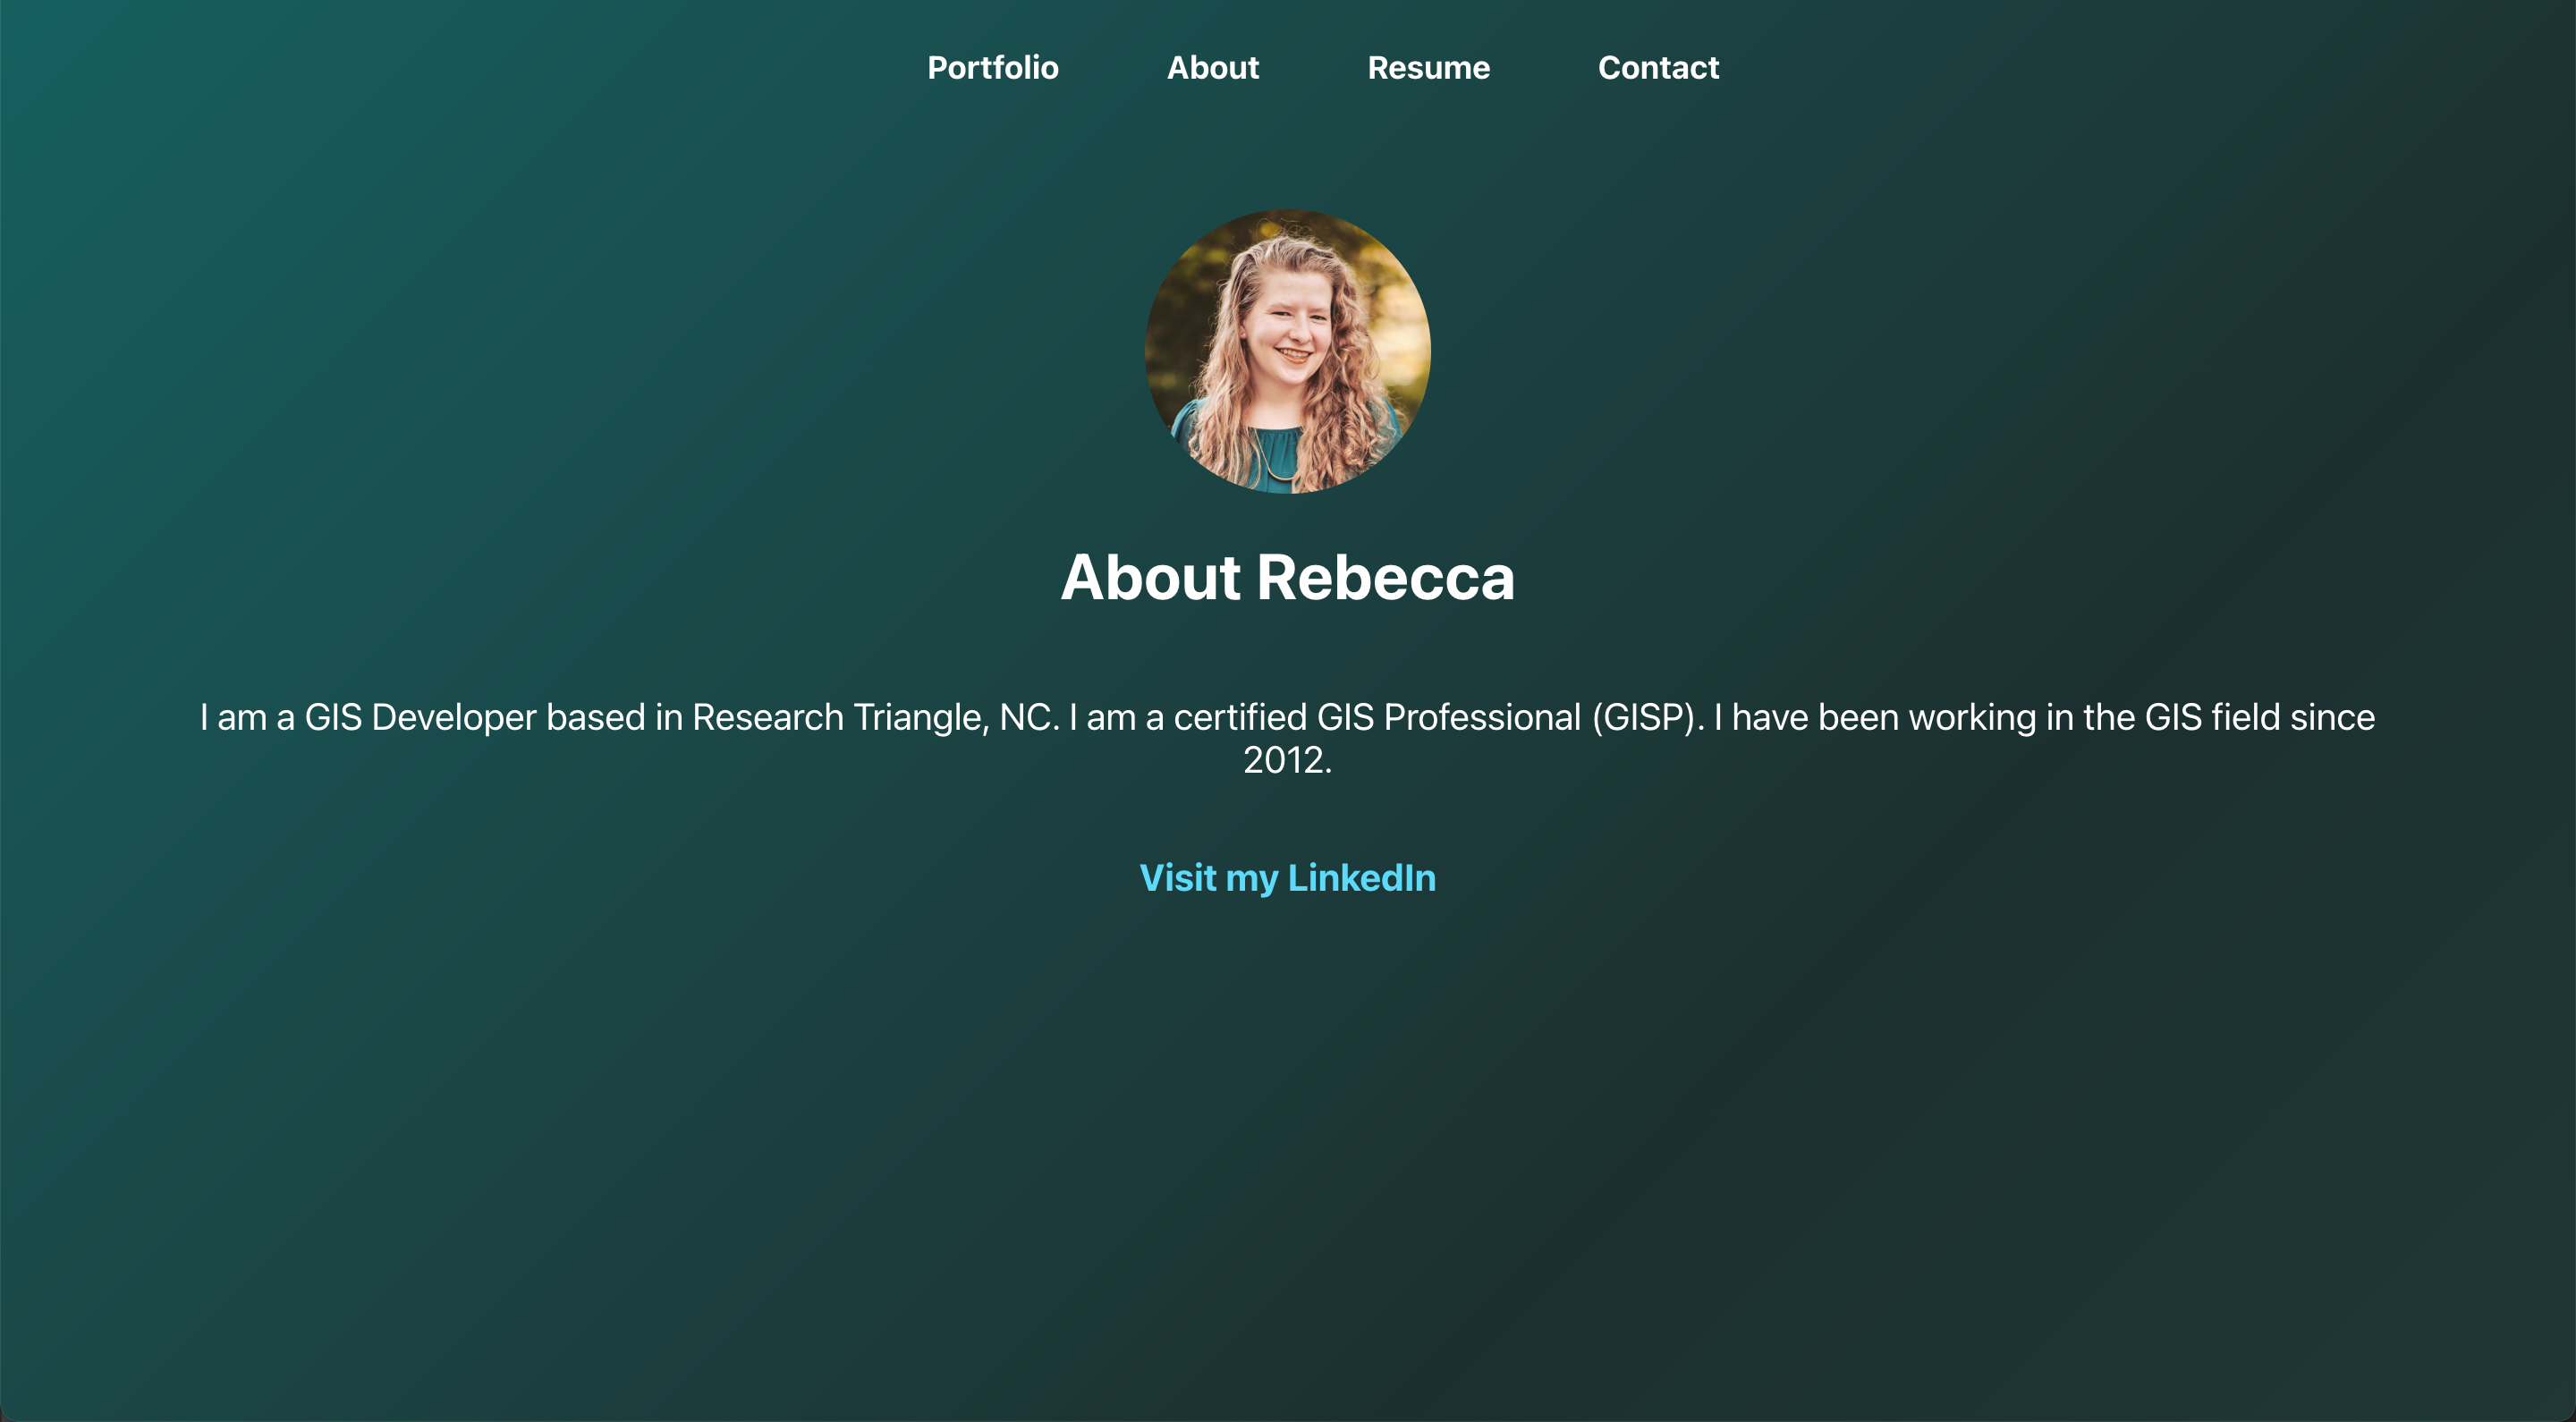 Portfolio About Resume Contact
About Rebecca
I am a GIS Developer based in Research Triangle, NC. I am a certified GIS Professional (GISP). I have been working in the GIS field since
2012.
Visit my LinkedIn